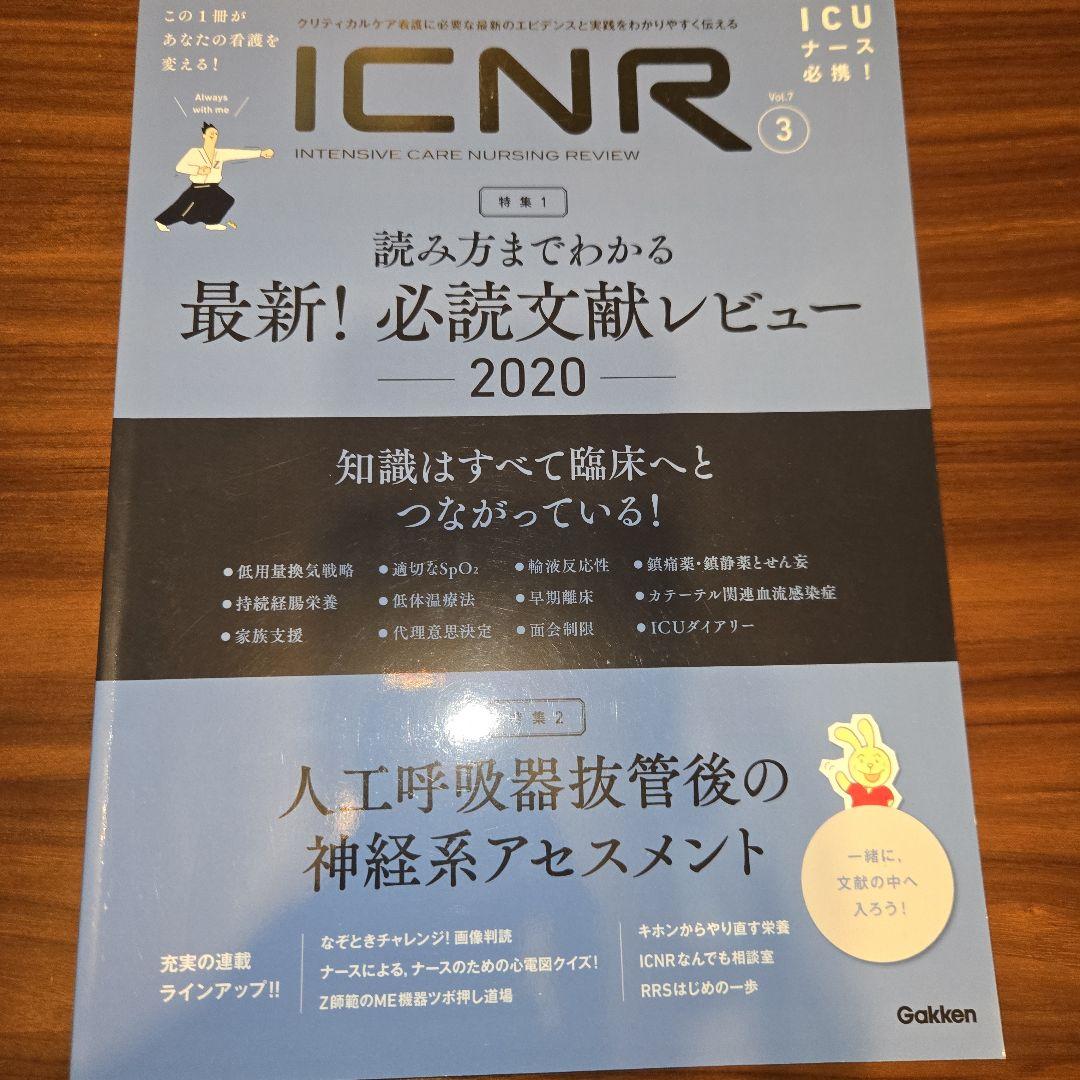 この1冊が
あなたの看護を
変える!
Always
with me
クリティカルケア看護に必要な最新のエビデンスと実践をわかりやすく伝える
ICU
ナース
必携!
ICNR
Vol.7
3
INTENSIVE CARE NURSING REVIEW
特集1
読み方までわかる
最新! 必読文献レビュー
2020
知識はすべて臨床へと
つながっている!
●低用量換気戦略 ●適切なSpO₂ ●輸液反応性 ●鎮痛薬・鎮静薬とせん妄
●持続経腸栄養 ●低体温療法 ●早期離床 ●カテーテル関連血流感染症
●家族支援 ●代理意思決定 ●面会制限 ●ICUダイアリー
集2
人工呼吸器抜管後の
神経系アセスメント
一緒に、
文献の中へ
入ろう!
充実の連載
ラインアップ!!
なぞときチャレンジ! 画像判読
ナースによる,ナースのための心電図クイズ!
Z師範のME機器ツボ押し道場
キホンからやり直す栄養
ICNRなんでも相談室
RRSはじめの一歩
Gakken